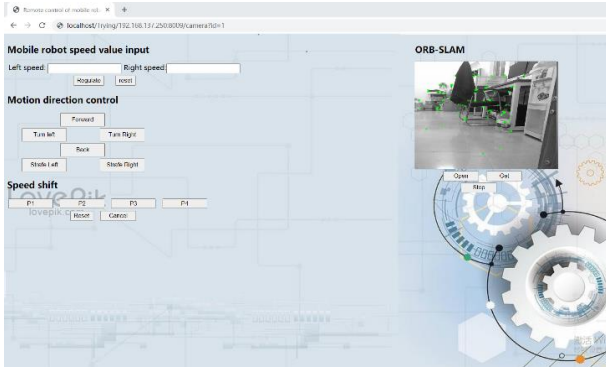 Remote control of mobile rob
localhost/Trying/192.168.137.250:8009/camera?id=1
Mobile robot speed value input
Left speed: Right speed:
Regulate reset
Motion direction control
Forward
Turn left Turn Right
Back
Strafe Left Strafe Right
Speed shift
P1 P2 P3 P4
Reset Cancel
lovepik.c
ORB-SLAM
Open Get
Stop